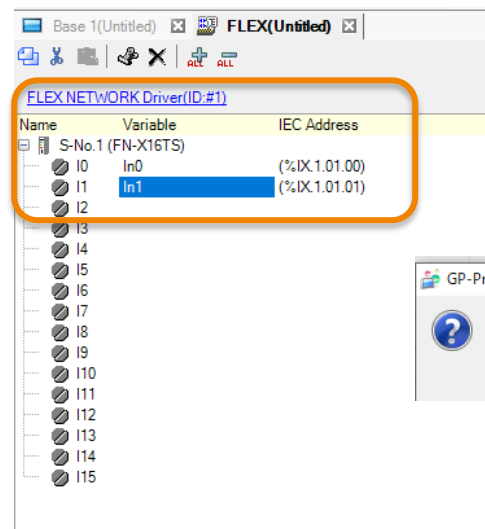 Base 1(Untitled) FLEX(Untitled)
ALL ALL
FLEX NETWORK Driver(ID:#1)
Name Variable IEC Address
S-No.1 (FN-X16TS)
I0 In0 (%IX.1.01.00)
I1 In1 (%IX.1.01.01)
I2
I3
I4
I5
I6
I7
I8
I9
I10
I11
I12
I13
I14
I15
GP-Pr
?